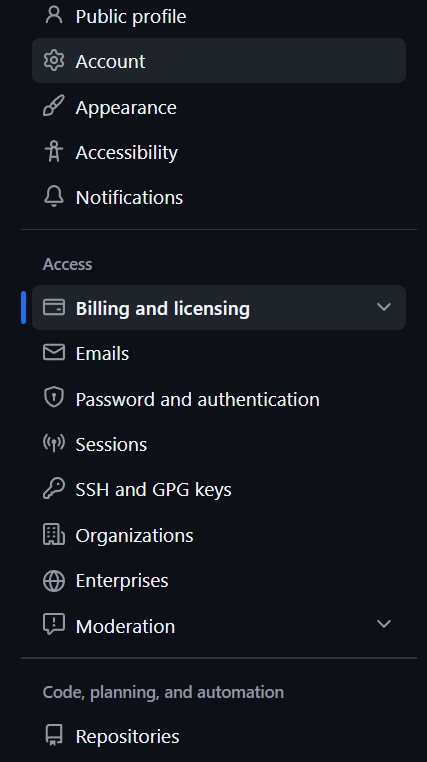 Public profile
Account
Appearance
Accessibility
Notifications
Access
Billing and licensing
Emails
Password and authentication
Sessions
SSH and GPG keys
Organizations
Enterprises
Moderation
Code, planning, and automation
Repositories